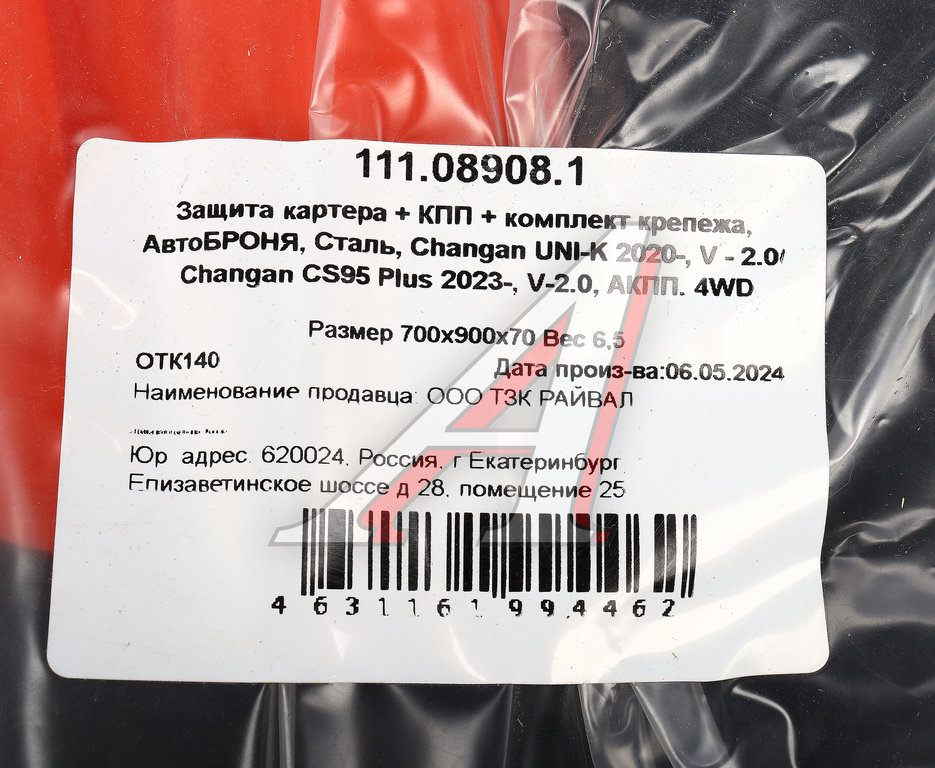 111.08908.1
Защита картера + КПП + комплект крепежа,
АвтоБРОНЯ, Сталь, Changan UNI-K 2020-, V - 2.0/
Changan CS95 Plus 2023-, V-2.0, АКПП. 4WD
Размер 700x900x70 Вес 6,5
ОТК140
Дата произ-ва:06.05.2024
Наименование продавца: ООО ТЗК РАЙВАЛ
Юр. адрес: 620024, Россия, г Екатеринбург
Елизаветинское шоссе д 28, помещение 25
4 631161 994462